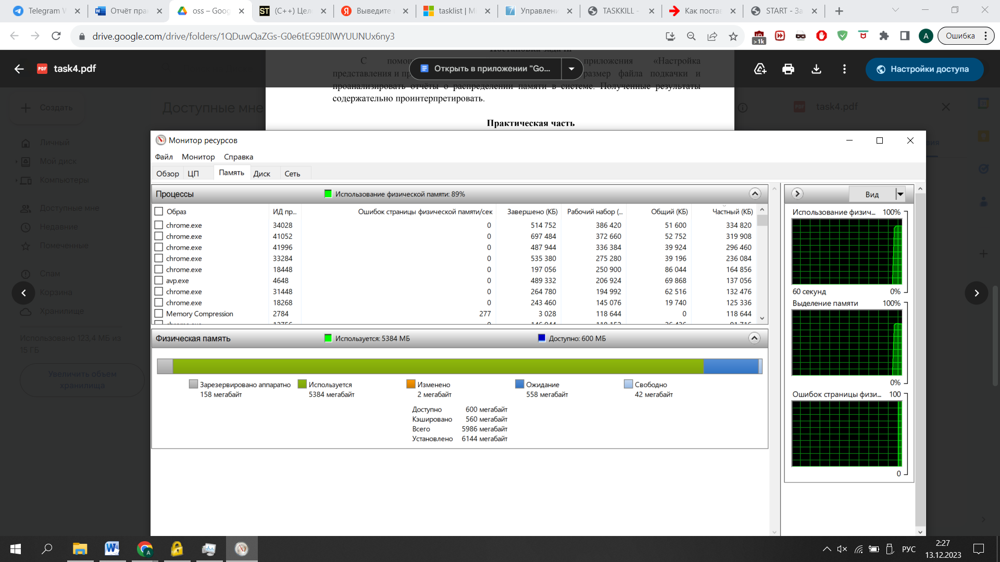 Telegram W
Отчёт пра
oss – Goog
(C++) Цел
Выведите
tasklist | M
Управлен
TASKKILL -
Как постав
START - За
drive.google.com/drive/folders/1QDuwQaZGs-G0e6tEG9E0lWYUUNUx6ny3
>1k
A
Ошибка
PDF task4.pdf
Открыть в приложении "Go...
Настройки доступа
Постановка задачи
С помощ приложения «Настройка
представления и пр размер файла подкачки и
проанализировать отчёты о распределении памяти в системе. Полученные результаты
содержательно проинтерпретировать.
Практическая часть
Создать
Доступные мне
PDF task4.pdf
Личный
Мой диск
Компьютеры
Доступные мне
Недавние
Помеченные
Спам
Корзина
Хранилище
Использовано 123,4 МБ из
15 ГБ
Увеличить объем
хранилища
Монитор ресурсов
Файл Монитор Справка
Обзор ЦП Память Диск Сеть
Процессы Использование физической памяти: 89%
Образ ИД пр... Ошибок страницы физической памяти/сек Завершено (КБ) Рабочий набор (... Общий (КБ) Частный (КБ)
chrome.exe 34028 0 514 752 386 420 51 600 334 820
chrome.exe 41052 0 697 484 372 660 52 752 319 908
chrome.exe 41996 0 487 944 336 384 39 924 296 460
chrome.exe 33284 0 535 380 275 280 39 196 236 084
chrome.exe 18448 0 197 056 250 900 86 044 164 856
avp.exe 4648 0 489 332 206 924 69 868 137 056
chrome.exe 31448 0 264 780 194 992 62 516 132 476
chrome.exe 18268 0 243 460 145 076 19 740 125 336
Memory Compression 2784 277 3 028 118 644 0 118 644
Физическая память Используется: 5384 МБ Доступно: 600 МБ
Зарезервировано аппаратно
158 мегабайт
Используется
5384 мегабайт
Изменено
2 мегабайт
Ожидание
558 мегабайт
Свободно
42 мегабайт
Доступно 600 мегабайт
Кэшировано 560 мегабайт
Всего 5986 мегабайт
Установлено 6144 мегабайт
Вид
Использование физич... 100%
60 секунд 0%
Выделение памяти 100%
0%
Ошибок страницы физи... 100
0
РУС
2:27
13.12.2023